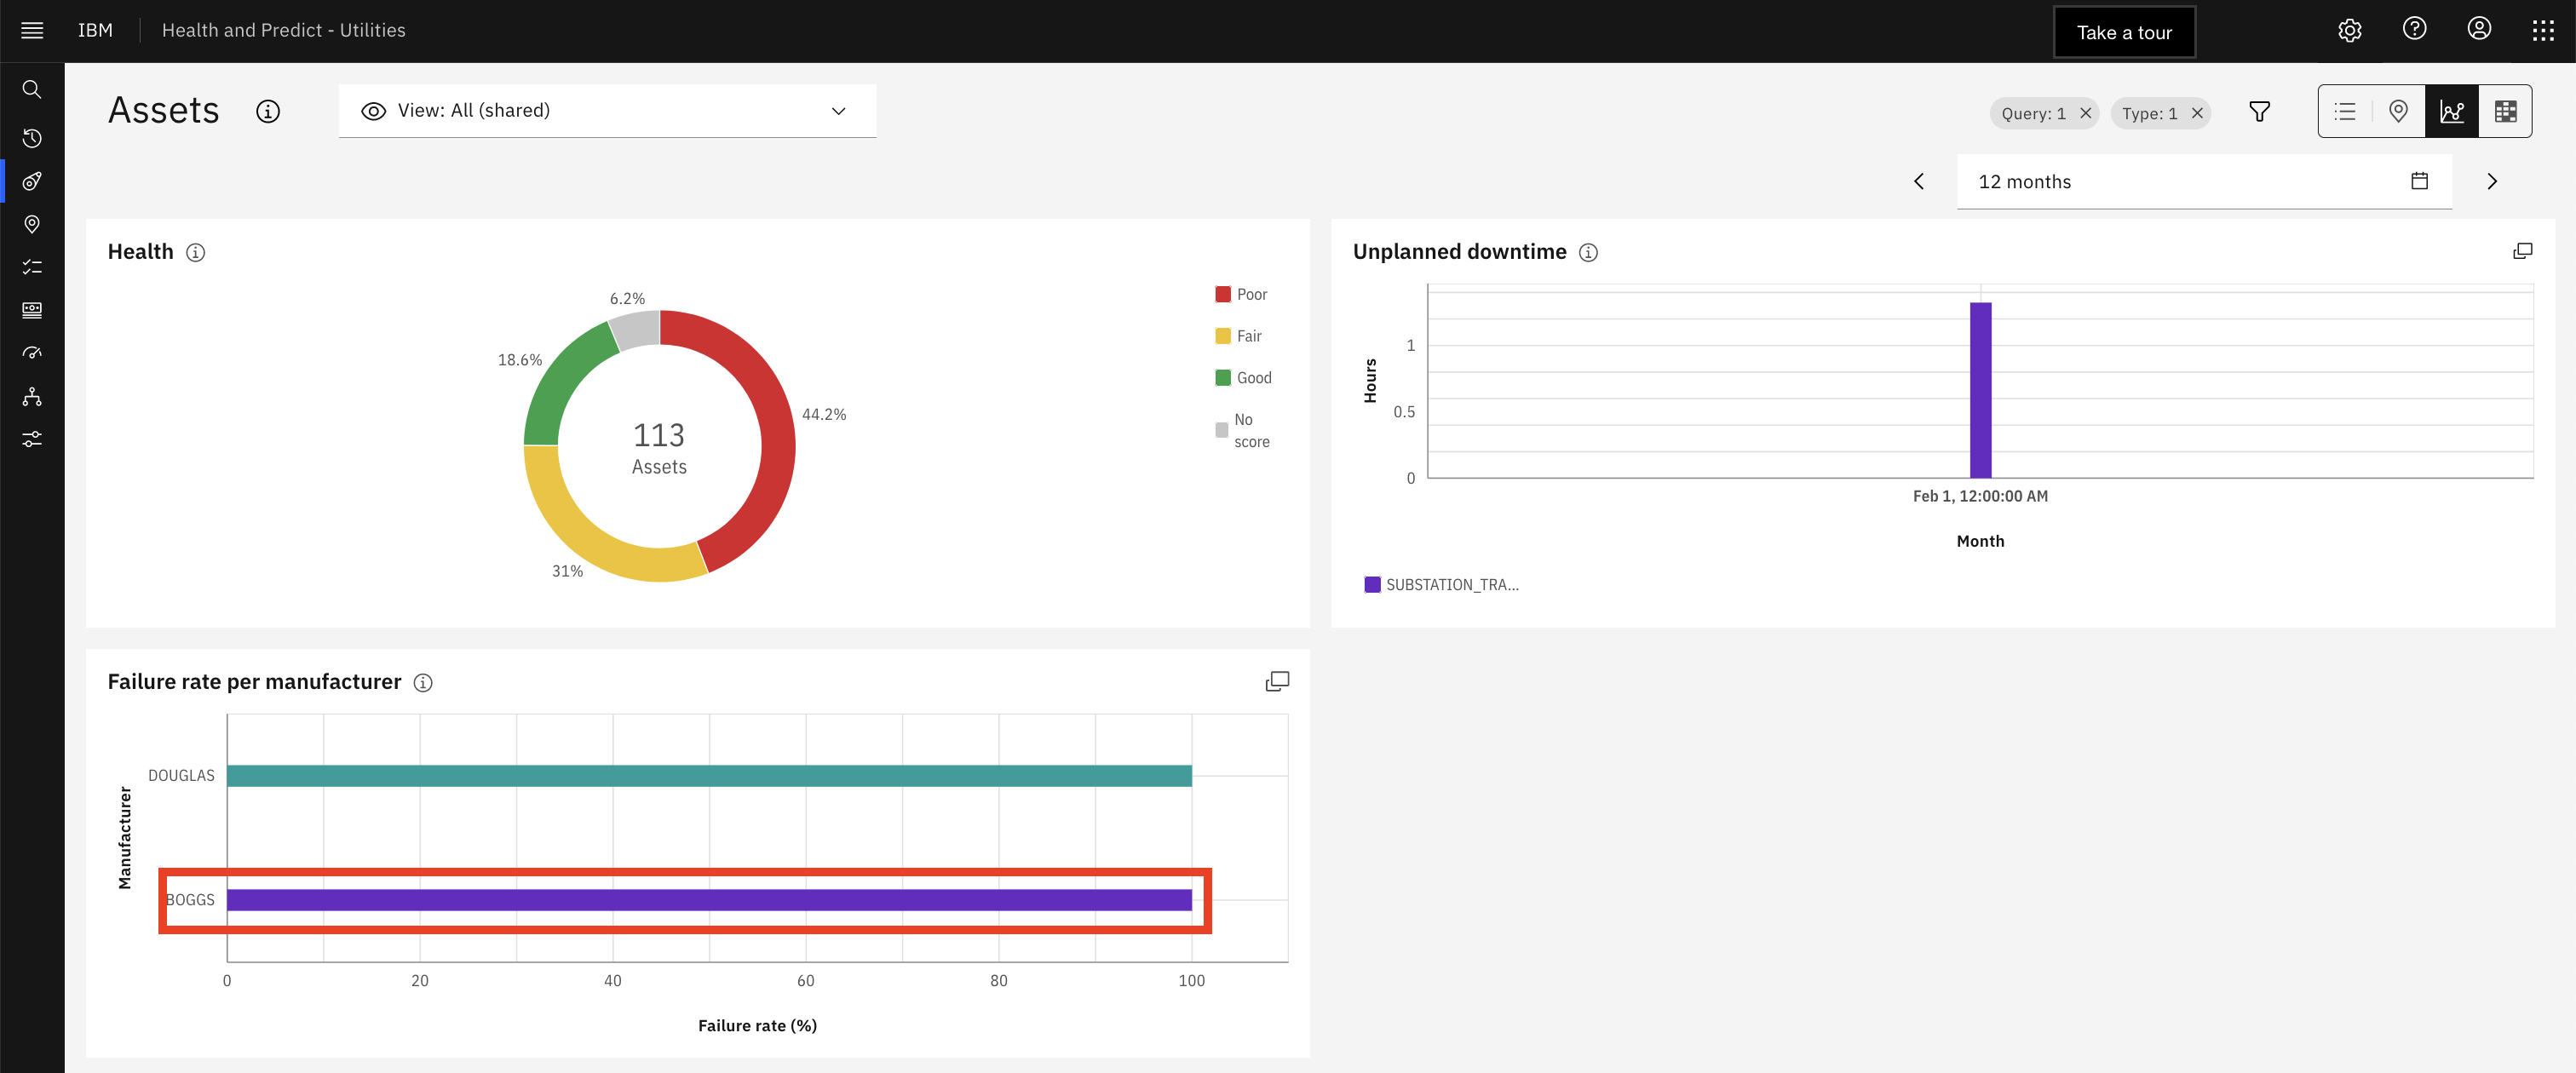 IBM Health and Predict - Utilities Take a tour
Assets View: All (shared) Query: 1 Type: 1
12 months
Health
6.2%
18.6%
44.2%
31%
113
Assets
Poor
Fair
Good
No
score
Unplanned downtime
Hours
1
0.5
0
Feb 1, 12:00:00 AM
Month
SUBSTATION_TRA...
Failure rate per manufacturer
Manufacturer
DOUGLAS
BOGGS
0 20 40 60 80 100
Failure rate (%)